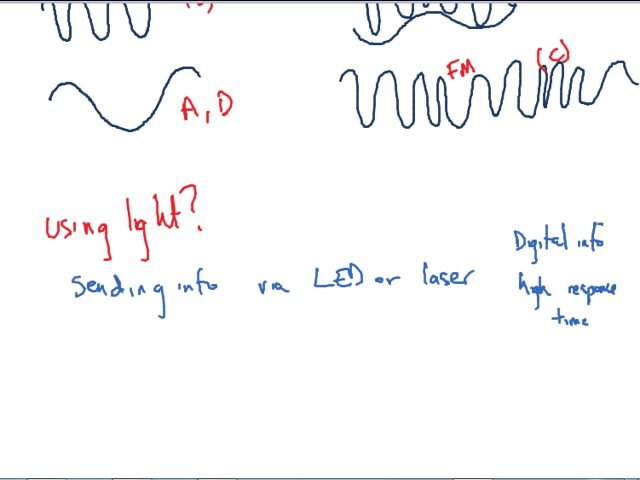 FM
(C)
A, D
using light?
Sending info via LED or laser
Digital info
high response
time